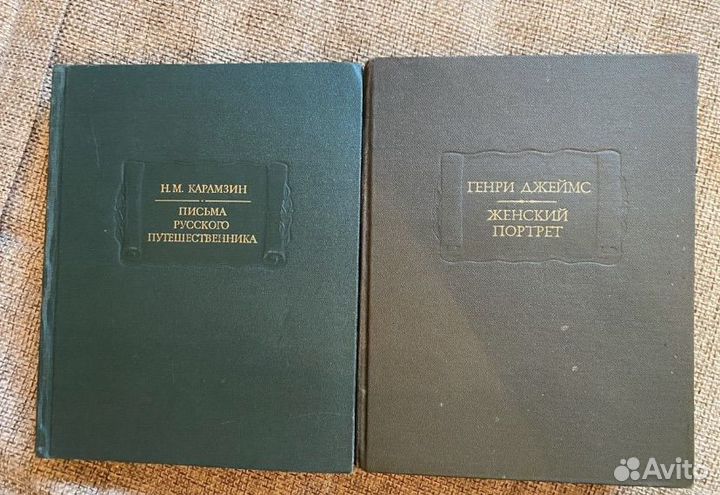 Н.М. КАРАМЗИН
ПИСЬМА
РУССКОГО
ПУТЕШЕСТВЕННИКА
ГЕНРИ ДЖЕЙМС
ЖЕНСКИЙ
ПОРТРЕТ
Avito